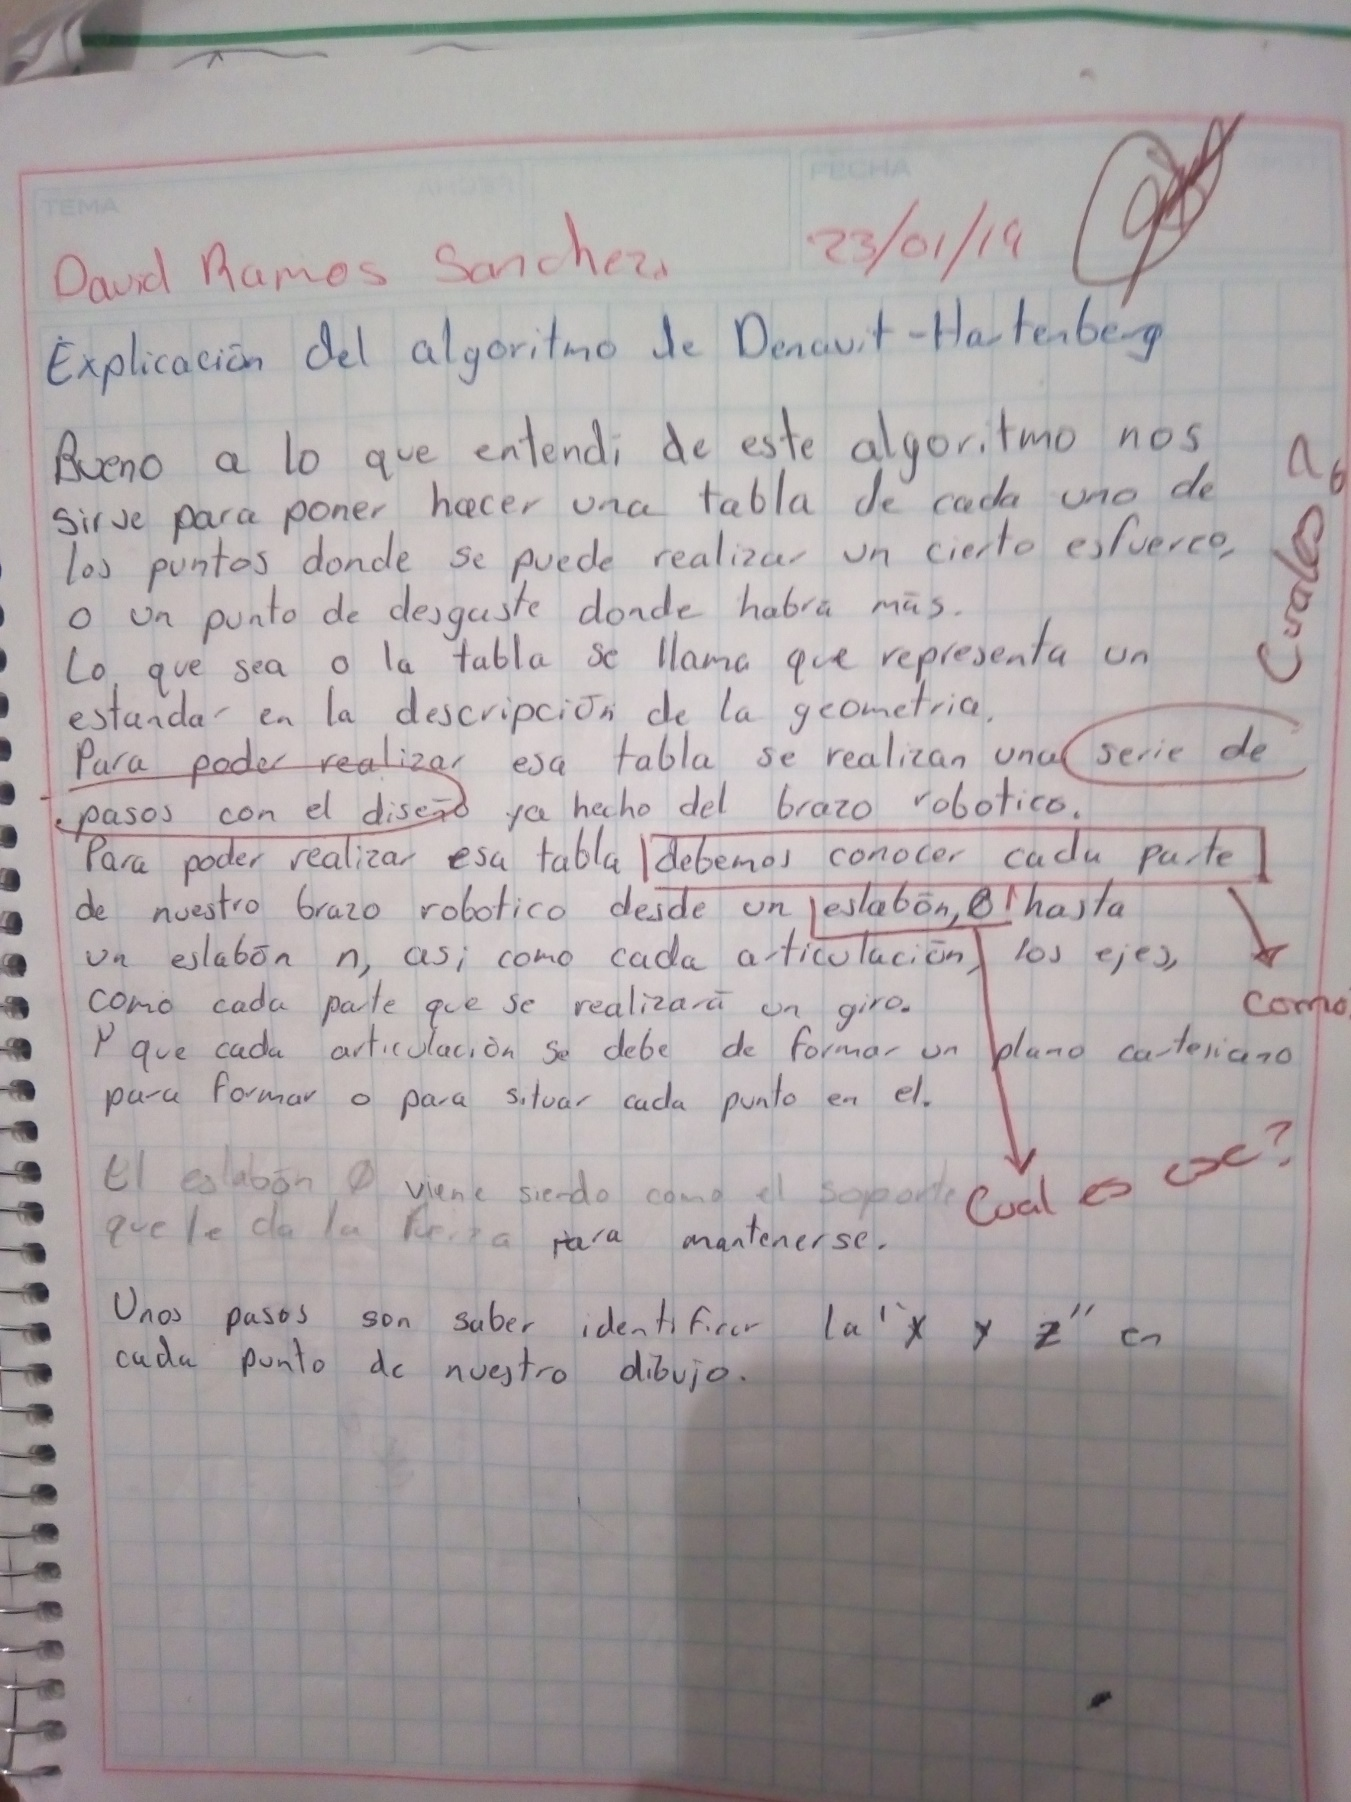 TEMA
FECHA
David Ramos Sanchez.
23/01/19
Explicación del algoritmo de Denavit-Hartenberg
Bueno a lo que entendi de este algoritmo nos
sirve para poner hacer una tabla de cada uno de
los puntos donde se puede realizar un cierto esfuerco,
o un punto de desgaste donde habrá más.
Lo que sea o la tabla se llama que representa un
estandar en la descripción de la geometria.
Para poder realizar esa tabla se realizan una serie de
pasos con el diseño ya hecho del brazo robotico.
Cuales
Para poder realizar esa tabla debemos conocer cada parte
de nuestro brazo robotico desde un eslabón, 0 hasta
un eslabón n, asi como cada articulación, los ejes,
como cada parte que se realizará un giro.
como
Y que cada articulación se debe de formar un plano cartesiano
para formar o para situar cada punto en el.
El eslabón 0 viene siendo como el soporte
Cual es ese?
que le da la fuerza para mantenerse.
Unos pasos son saber identificar la "x y z" en
cada punto de nuestro dibujo.